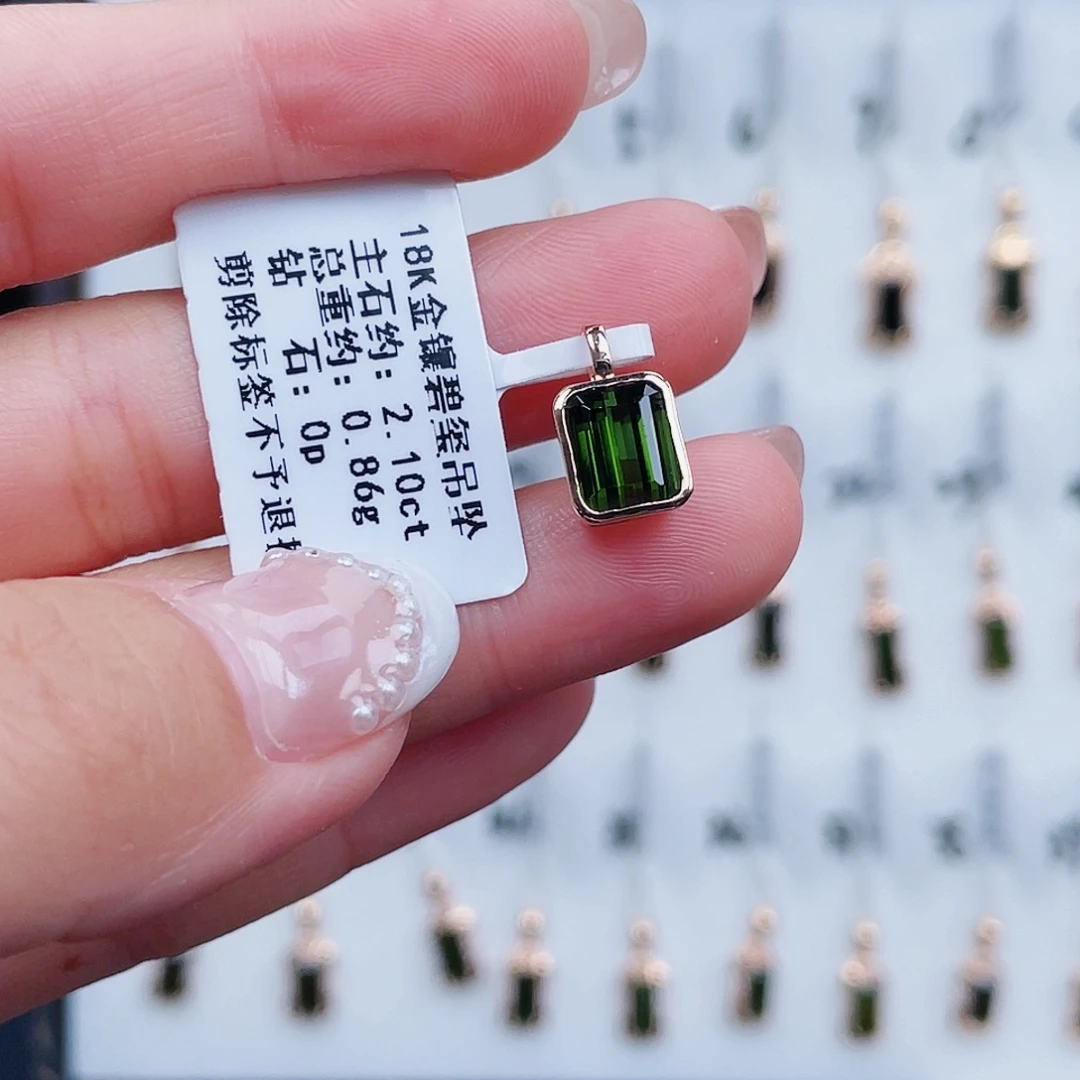 18K金镶碧玺吊坠
主石约: 2.10ct
总重约: 0.86g
钻 石: 0p
剪除标签不予退